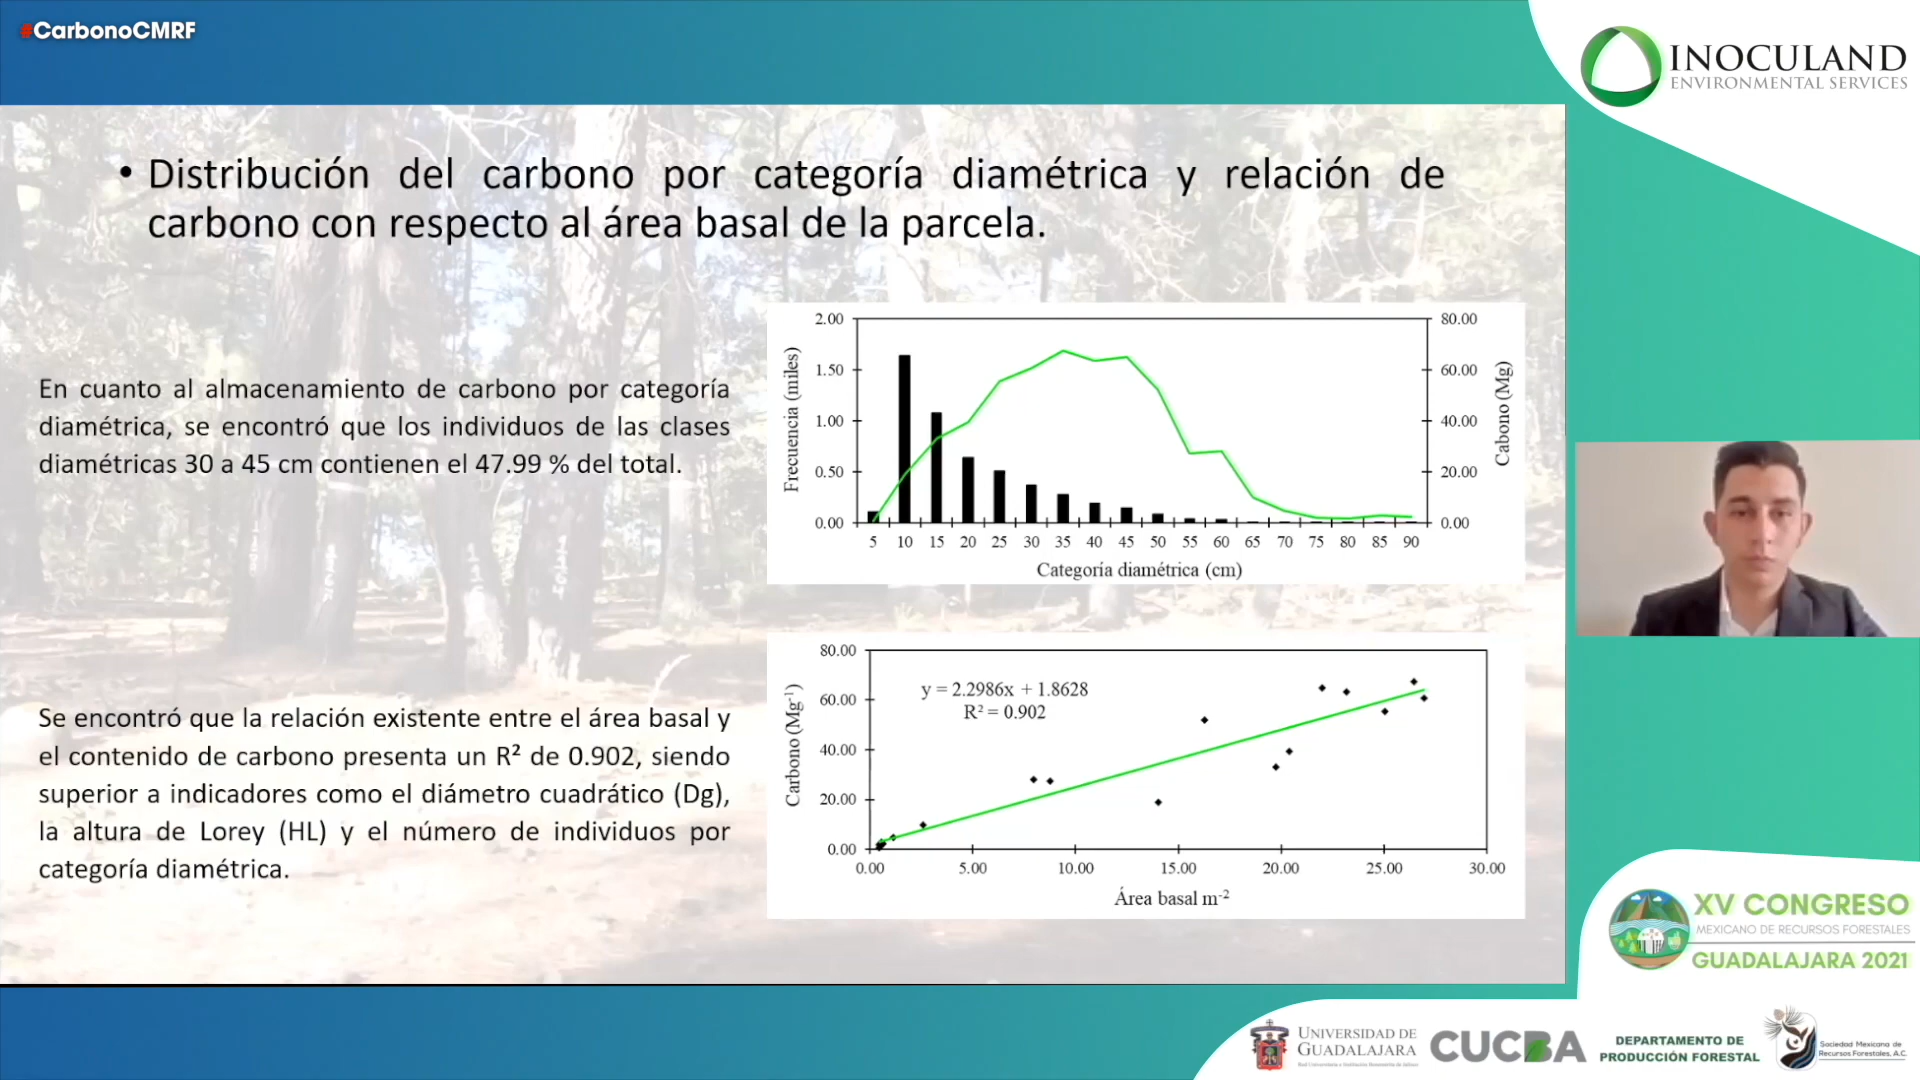 #CarbonoCMRF
INOCULAND
ENVIRONMENTAL SERVICES
• Distribución del carbono por categoría diamétrica y relación de
carbono con respecto al área basal de la parcela.
En cuanto al almacenamiento de carbono por categoría
diamétrica, se encontró que los individuos de las clases
diamétricas 30 a 45 cm contienen el 47.99 % del total.
Frecuencia (miles)
2.00
1.50
1.00
0.50
0.00
80.00
60.00
40.00
20.00
0.00
Cabono (Mg)
5 10 15 20 25 30 35 40 45 50 55 60 65 70 75 80 85 90
Categoría diamétrica (cm)
Se encontró que la relación existente entre el área basal y
el contenido de carbono presenta un R² de 0.902, siendo
superior a indicadores como el diámetro cuadrático (Dg),
la altura de Lorey (HL) y el número de individuos por
categoría diamétrica.
Carbono (Mg⁻¹)
80.00
60.00
40.00
20.00
0.00
y = 2.2986x + 1.8628
R² = 0.902
0.00 5.00 10.00 15.00 20.00 25.00 30.00
Área basal m⁻²
XV CONGRESO
MEXICANO DE RECURSOS FORESTALES
GUADALAJARA 2021
UNIVERSIDAD DE
GUADALAJARA
CUCBA
DEPARTAMENTO DE
PRODUCCIÓN FORESTAL
Sociedad Mexicana de
Recursos Forestales, A.C.